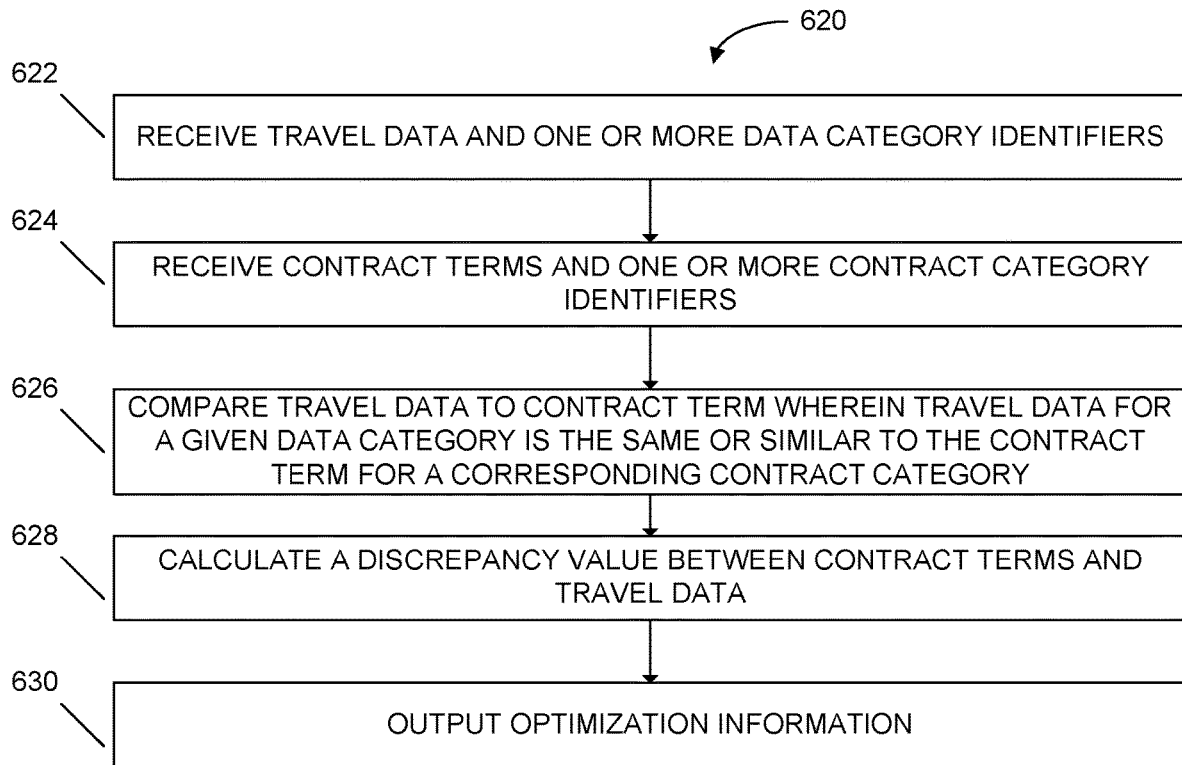 620
622
RECEIVE TRAVEL DATA AND ONE OR MORE DATA CATEGORY IDENTIFIERS
624
RECEIVE CONTRACT TERMS AND ONE OR MORE CONTRACT CATEGORY
IDENTIFIERS
626
COMPARE TRAVEL DATA TO CONTRACT TERM WHEREIN TRAVEL DATA FOR
A GIVEN DATA CATEGORY IS THE SAME OR SIMILAR TO THE CONTRACT
TERM FOR A CORRESPONDING CONTRACT CATEGORY
628
CALCULATE A DISCREPANCY VALUE BETWEEN CONTRACT TERMS AND
TRAVEL DATA
630
OUTPUT OPTIMIZATION INFORMATION